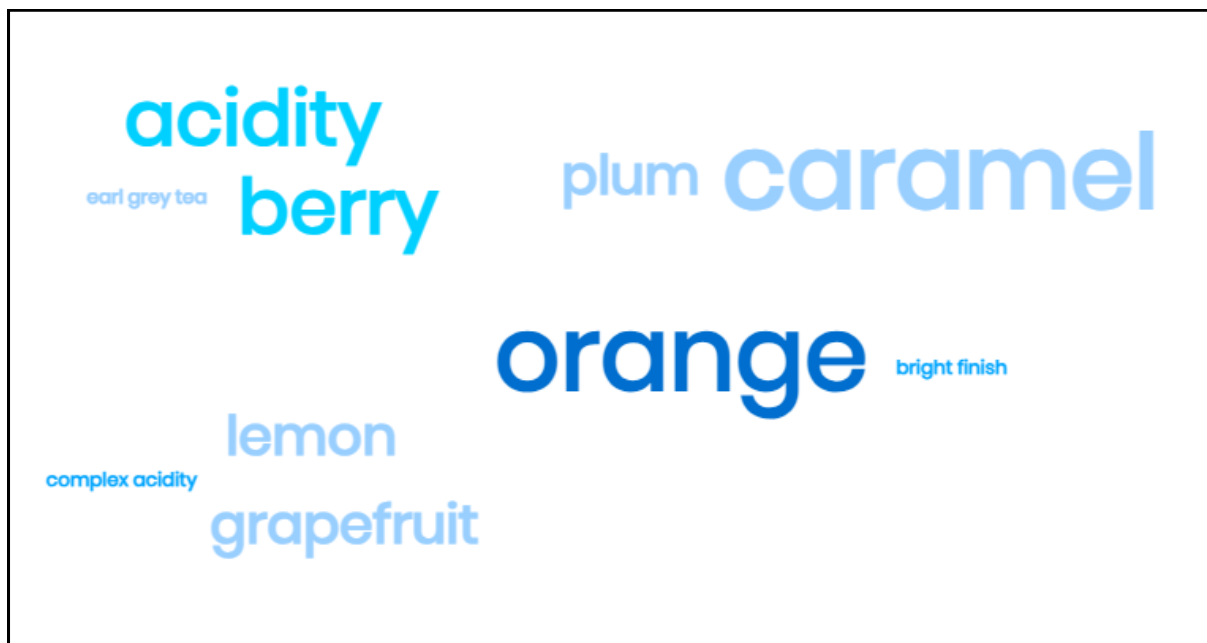 acidity
plum caramel
earl grey tea berry
orange
bright finish
lemon
complex acidity
grapefruit